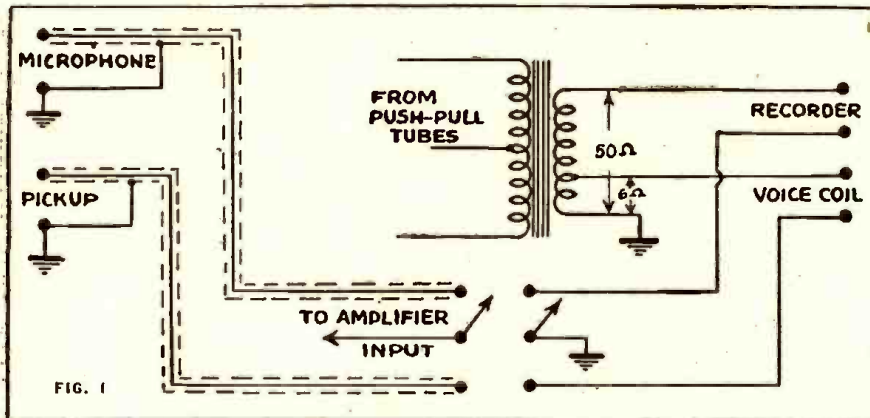 MICROPHONE
PICKUP
FROM
PUSH-PULL
TUBES
50Ω
6Ω
RECORDER
VOICE COIL
TO AMPLIFIER
INPUT
FIG. 1